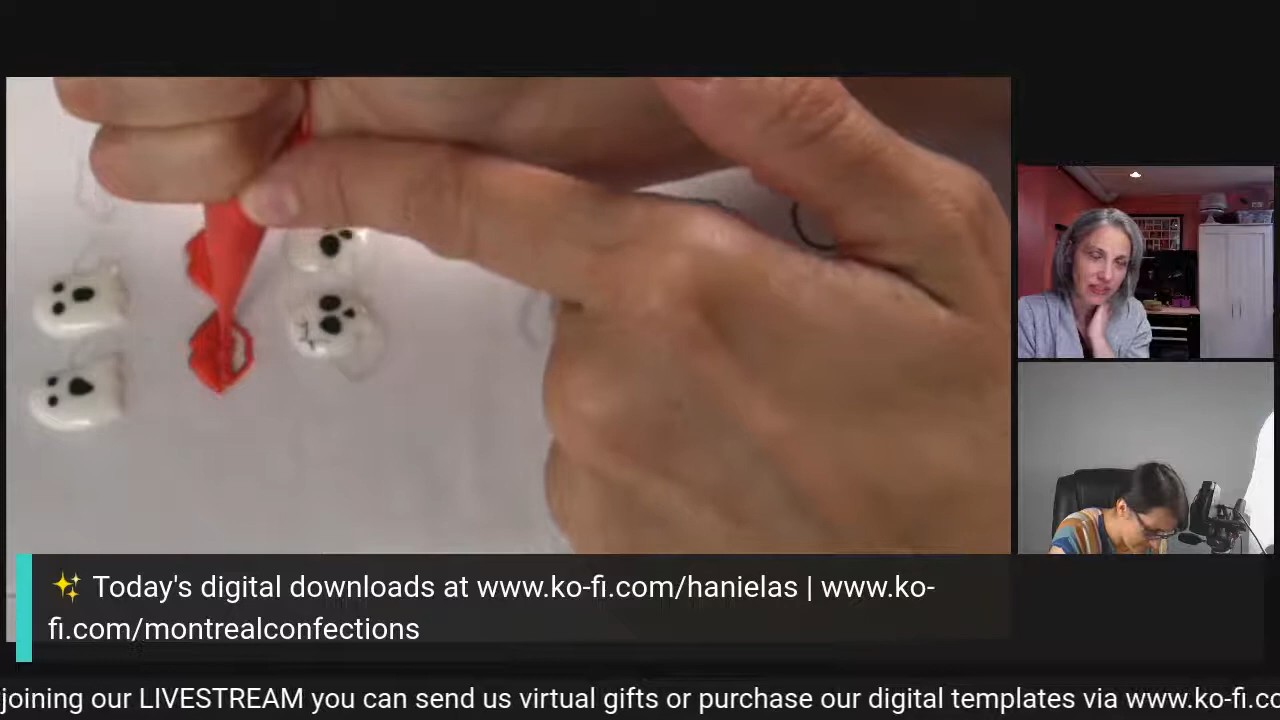 ✨ Today's digital downloads at www.ko-fi.com/hanielas | www.ko-
fi.com/montrealconfections
joining our LIVESTREAM you can send us virtual gifts or purchase our digital templates via www.ko-fi.co